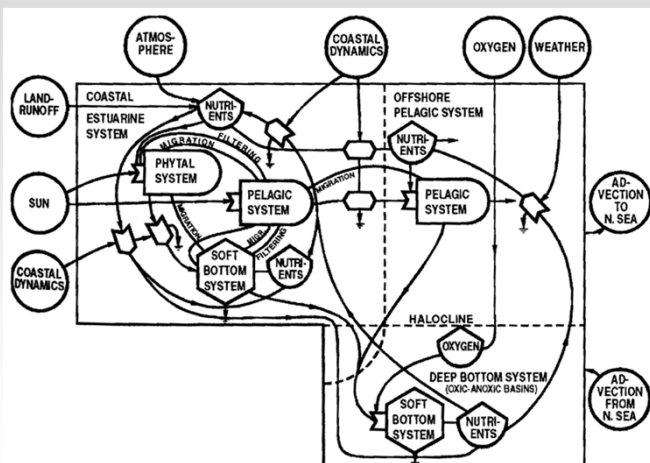 ATMOS-
PHERE
COASTAL
DYNAMICS
OXYGEN
WEATHER
LAND-
RUNOFF
COASTAL
ESTUARINE
SYSTEM
NUTRI-
ENTS
OFFSHORE
PELAGIC SYSTEM
NUTRI-
ENTS
MIGRATION
FILTERING
PHYTAL
SYSTEM
SUN
PELAGIC
SYSTEM
MIGRATION
PELAGIC
SYSTEM
AD-
VECTION
TO
N. SEA
MIGRATION
MIGR.
FILTERING
COASTAL
DYNAMICS
SOFT
BOTTOM
SYSTEM
NUTRI-
ENTS
HALOCLINE
OXYGEN
DEEP BOTTOM SYSTEM
(OXIC-ANOXIC BASINS)
AD-
VECTION
FROM
N. SEA
SOFT
BOTTOM
SYSTEM
NUTRI-
ENTS